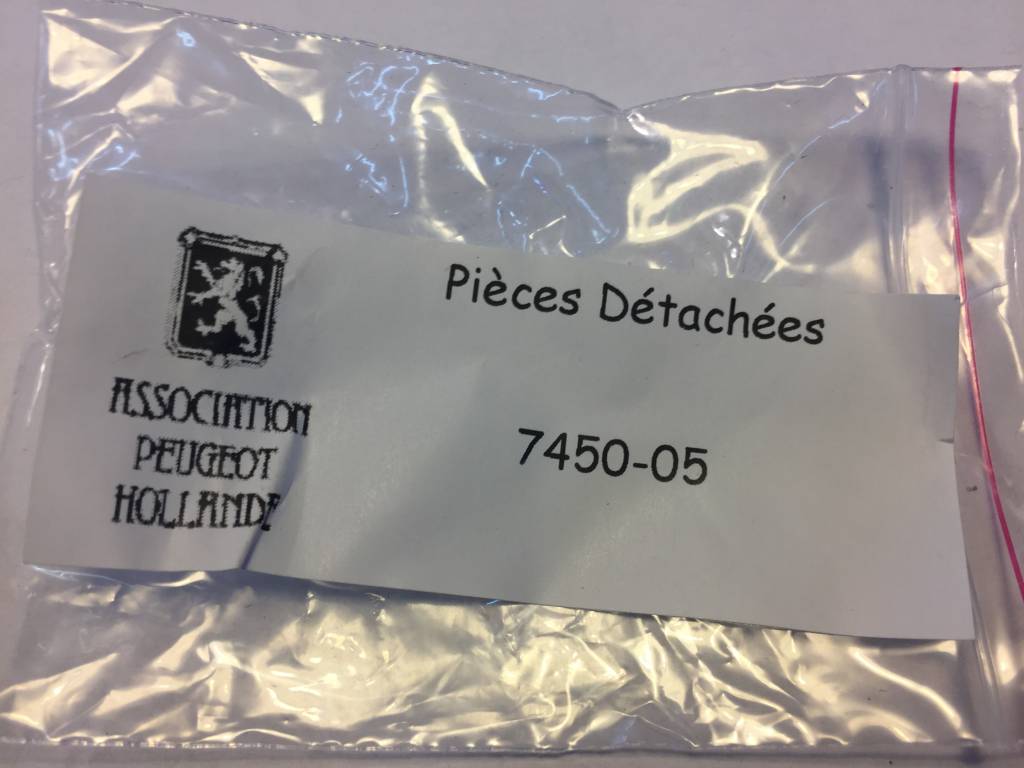 Pièces Détachées
ASSOCIATION
PEUGEOT
HOLLANDE
7450-05